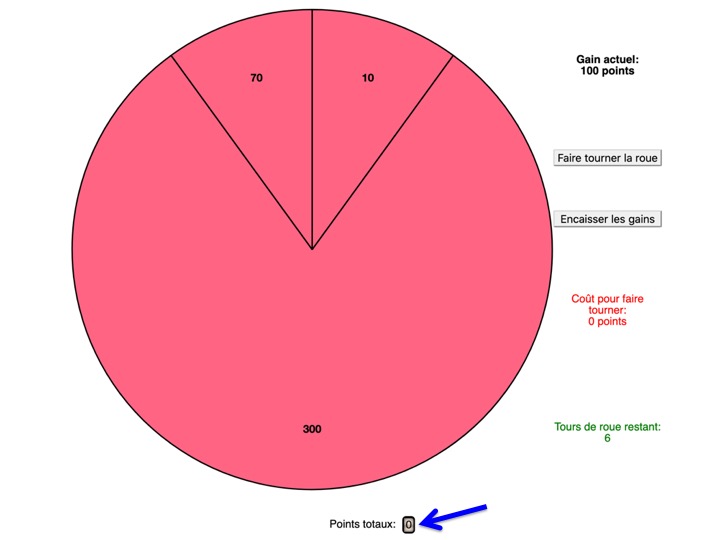 70
10
300
Gain actuel:
100 points
Faire tourner la roue
Encaisser les gains
Coût pour faire
tourner:
0 points
Tours de roue restant:
6
Points totaux: 0